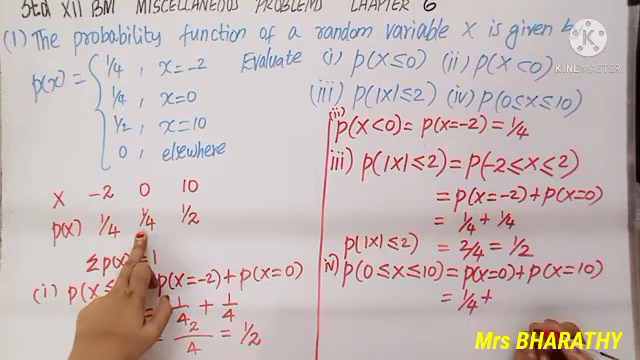 Std XII BM MISCELLANEOUS PROBLEMS CHAPTER 6
(1) The probability function of a random variable X is given by
p(x) = { 1/4, x=-2
1/4, x=0
1/2, x=10
0, elsewhere
Evaluate (i) P(X≤0) (ii) P(X<0)
(iii) P(|X|≤2) (iv) P(0≤X≤10)
X -2 0 10
P(X) 1/4 1/4 1/2
= 1
(i) P(X=-2) + P(X=0)
= 1/4 + 1/4
= 2/4 = 1/2
(ii) P(X<0) = P(X=-2) = 1/4
iii) P(|X|≤2) = P(-2≤X≤2)
= P(X=-2) + P(X=0)
= 1/4 + 1/4
P(|X|≤2) = 2/4 = 1/2
iv) P(0≤X≤10) = P(X=0) + P(X=10)
= 1/4 +
KINEMASTER
Mrs BHARATHY